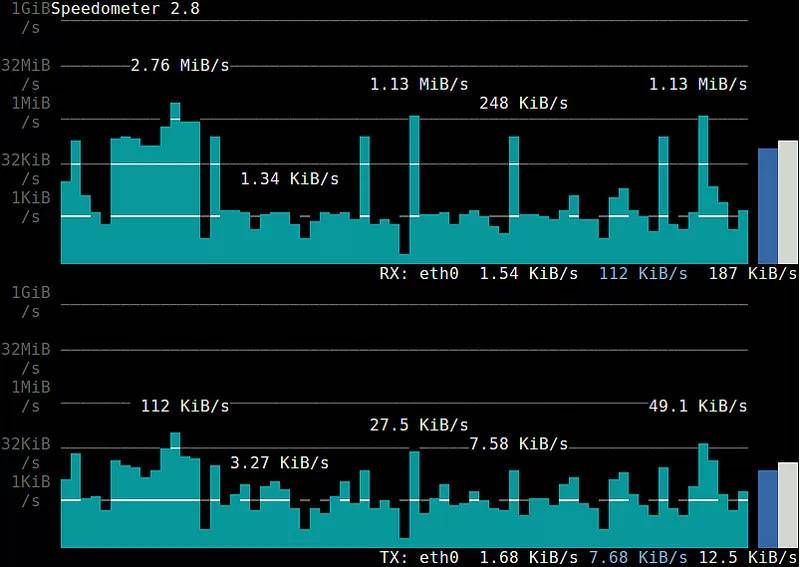 1GiBSpeedometer 2.8
/s
32MiB 2.76 MiB/s
/s 1.13 MiB/s 1.13 MiB/s
1MiB 248 KiB/s
/s
32KiB
/s 1.34 KiB/s
1KiB
/s
RX: eth0 1.54 KiB/s 112 KiB/s 187 KiB/s
1GiB
/s
32MiB
/s
1MiB
/s 112 KiB/s 49.1 KiB/s
27.5 KiB/s
32KiB 7.58 KiB/s
/s 3.27 KiB/s
1KiB
/s
TX: eth0 1.68 KiB/s 7.68 KiB/s 12.5 KiB/s